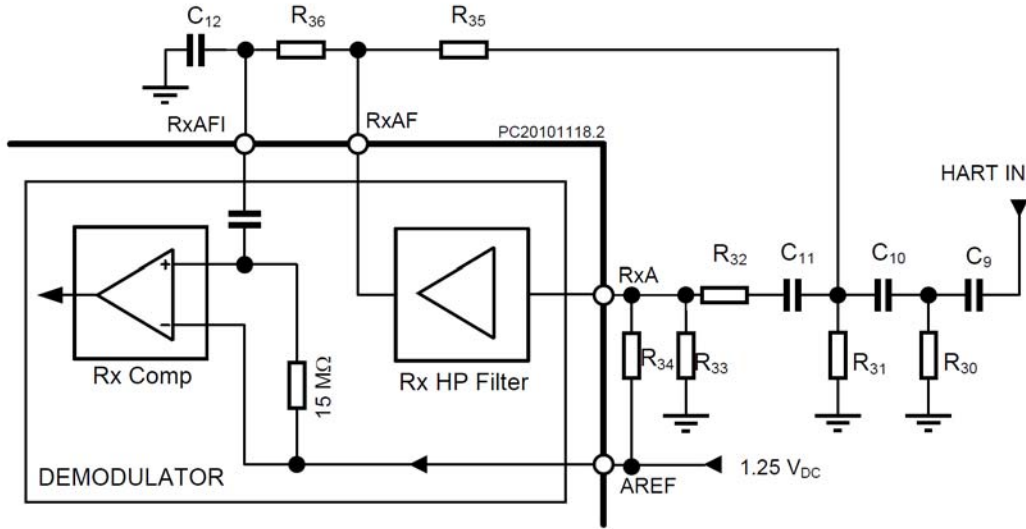 C12
R36
R35
RxAFI
RxAF
PC20101118.2
HART IN
RxA
R32
C11
C10
C9
+
−
R34
R33
R31
R30
Rx Comp
15 MΩ
Rx HP Filter
DEMODULATOR
AREF
1.25 VDC